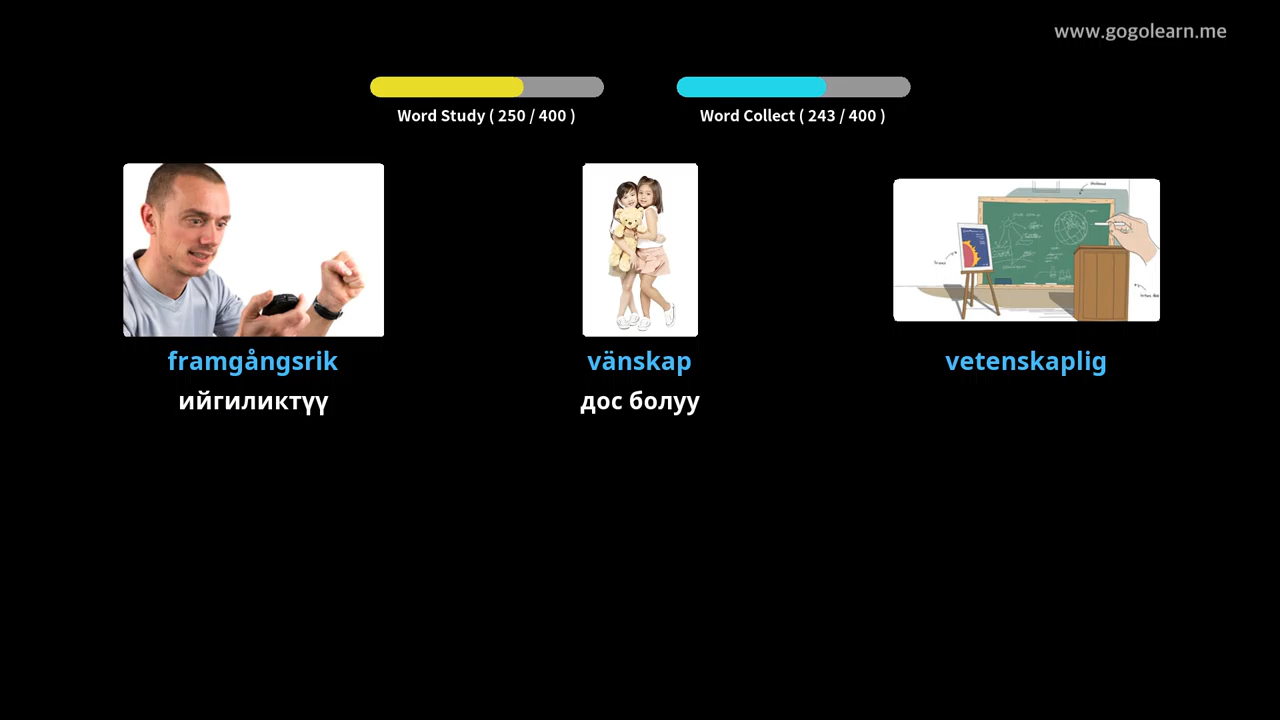 www.gogolearn.me
Word Study ( 250 / 400 )
Word Collect ( 243 / 400 )
framgångsrik
vänskap
vetenskaplig
ийгиликтүү
дос болуу